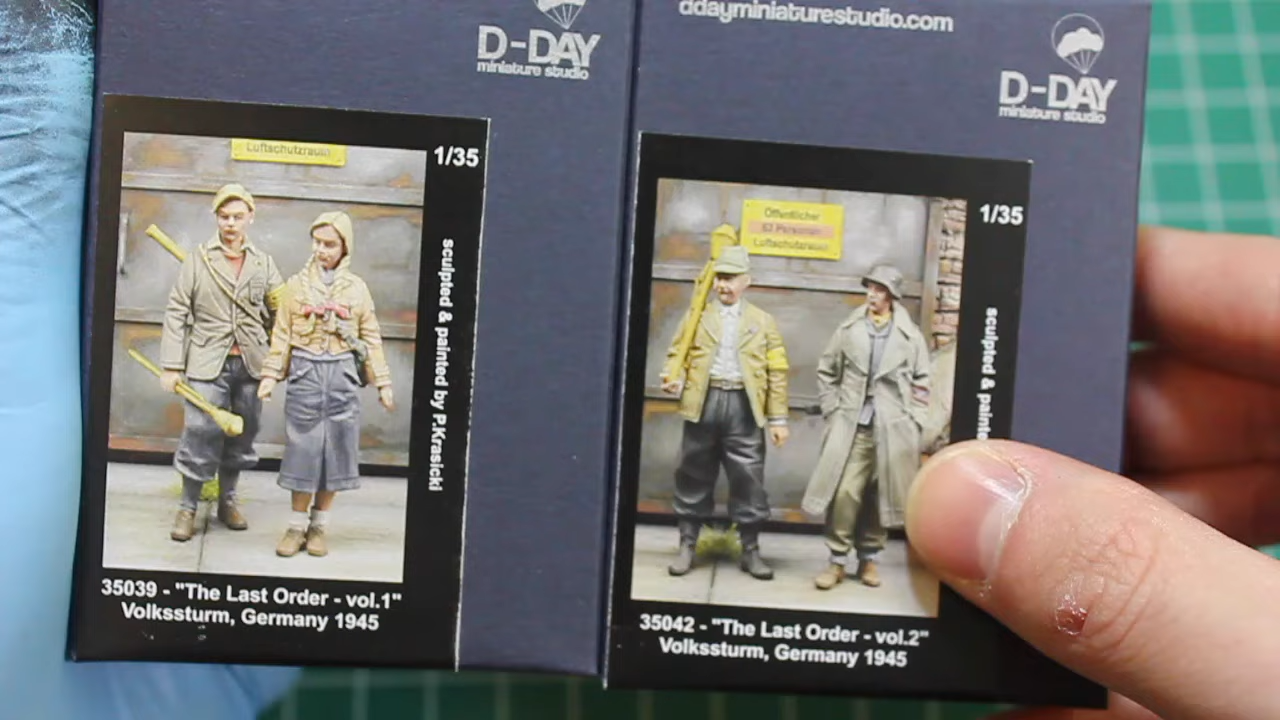 D-DAY
miniature studio
Luftschutzraum
1/35
sculpted & painted by P.Krasicki
35039 - "The Last Order - vol.1"
Volkssturm, Germany 1945
ddayminiaturestudio.com
D-DAY
miniature studio
Öffentlicher
Personen
Luftschutzraum
1/35
sculpted & painte
35042 - "The Last Order - vol.2"
Volkssturm, Germany 1945